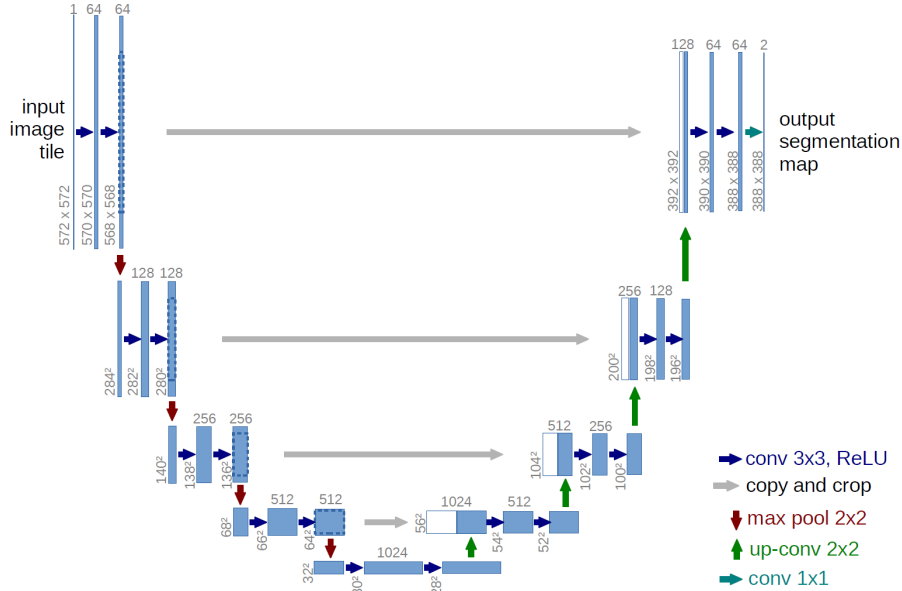 1 64 64
128 64 64 2
input
image
tile
output
segmentation
map
572 x 572
570 x 570
568 x 568
392 x 392
390 x 390
388 x 388
388 x 388
128 128
256 128
284²
282²
280²
200²
198²
196²
256 256
512 256
140²
138²
136²
104²
102²
100²
512 512
1024 512
68²
66²
64²
56²
54²
52²
1024
32²
conv 3x3, ReLU
copy and crop
max pool 2x2
up-conv 2x2
conv 1x1